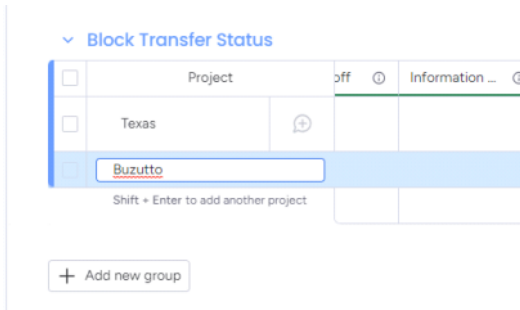 Block Transfer Status
Project off Information ...
Texas
Buzutto
Shift + Enter to add another project
+ Add new group